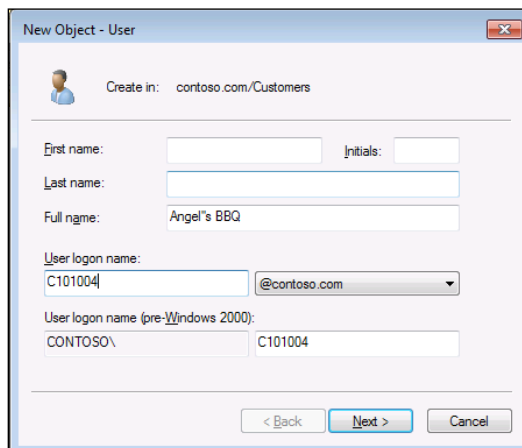 New Object - User
Create in: contoso.com/Customers
First name: Initials:
Last name:
Full name: Angel"s BBQ
User logon name:
C101004 @contoso.com
User logon name (pre-Windows 2000):
CONTOSO\ C101004
< Back Next > Cancel